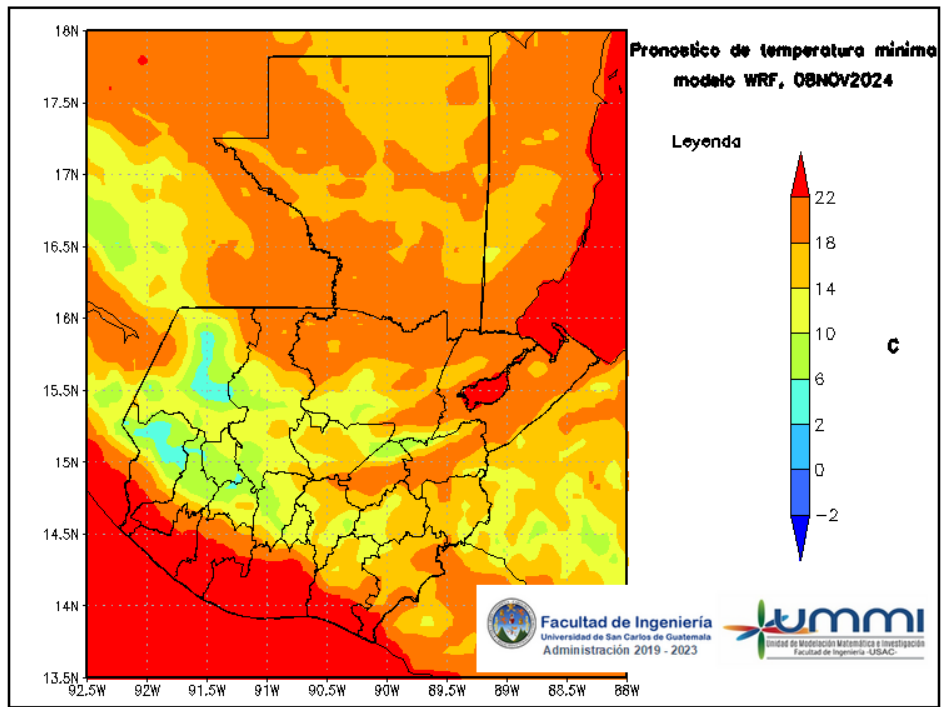 Pronostico de temperatura minima
modelo WRF, 08NOV2024
Leyenda
22
18
14
10
6
2
0
−2
C
18N
17.5N
17N
16.5N
16N
15.5N
15N
14.5N
14N
13.5N
92.5W 92W 91.5W 91W 90.5W 90W 89.5W 89W 88.5W 88W
Facultad de Ingeniería
Universidad de San Carlos de Guatemala
Administración 2019 - 2023
UMMI
Unidad de Modelación Matemática e Investigación
Facultad de Ingeniería -USAC-